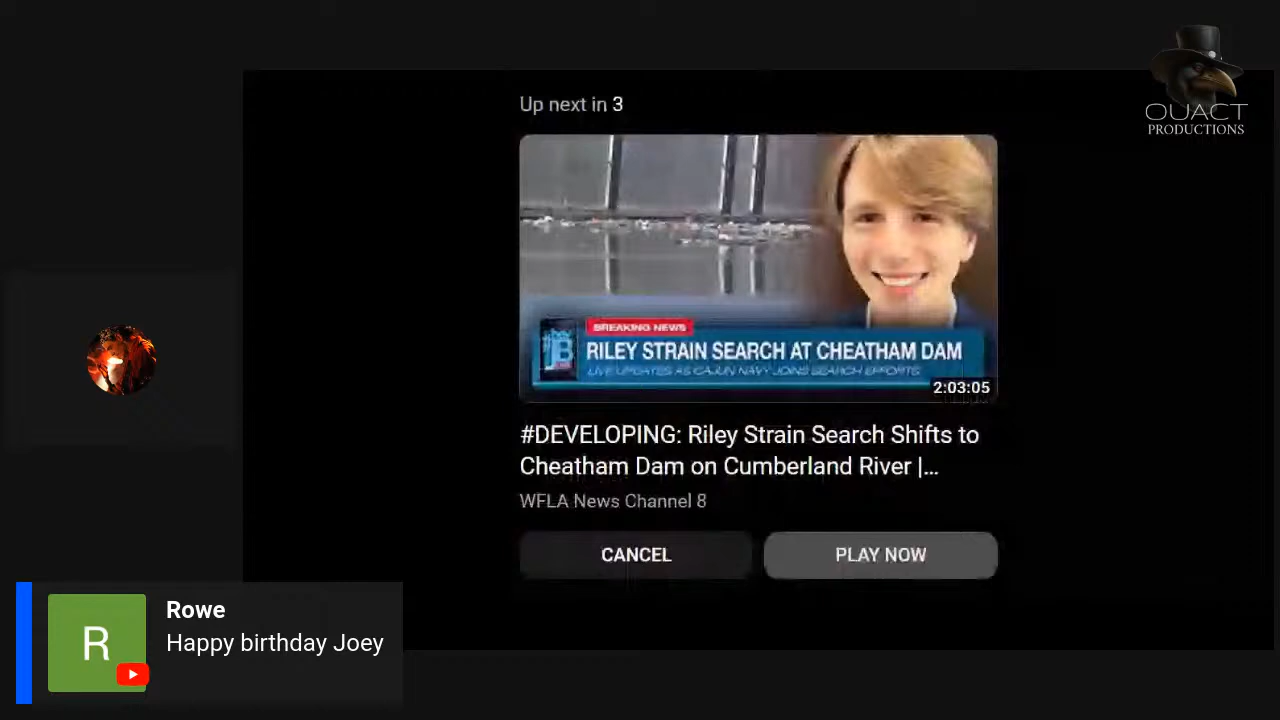 OUACT
PRODUCTIONS
Up next in 3
BREAKING NEWS
B
RILEY STRAIN SEARCH AT CHEATHAM DAM
LIVE UPDATES AS CAJUN NAVY JOINS SEARCH EFFORTS
2:03:05
#DEVELOPING: Riley Strain Search Shifts to
Cheatham Dam on Cumberland River |...
WFLA News Channel 8
CANCEL
PLAY NOW
R
Rowe
Happy birthday Joey